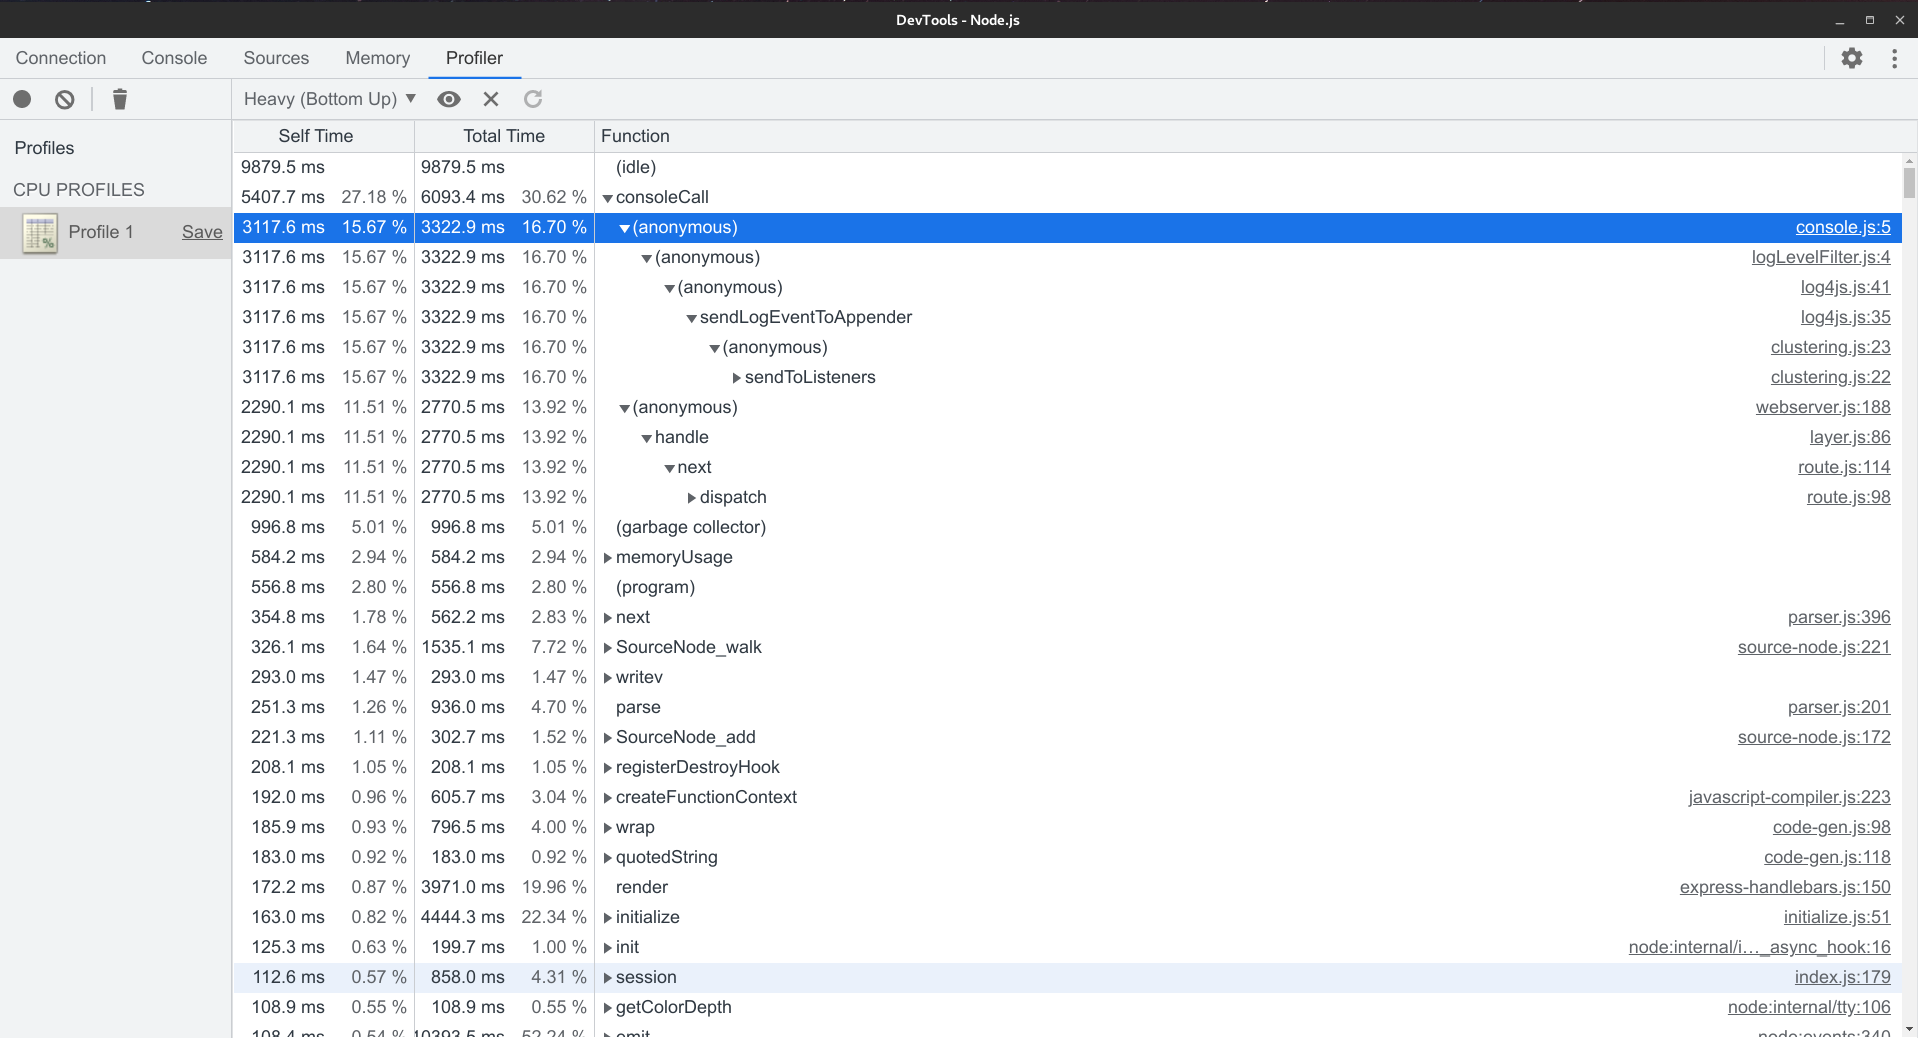 DevTools - Node.js
Connection Console Sources Memory Profiler
Heavy (Bottom Up) ▼
Profiles
CPU PROFILES
Profile 1 Save
Self Time Total Time Function
9879.5 ms 9879.5 ms (idle)
5407.7 ms 27.18 % 6093.4 ms 30.62 % consoleCall
3117.6 ms 15.67 % 3322.9 ms 16.70 % (anonymous) console.js:5
3117.6 ms 15.67 % 3322.9 ms 16.70 % (anonymous) logLevelFilter.js:4
3117.6 ms 15.67 % 3322.9 ms 16.70 % (anonymous) log4js.js:41
3117.6 ms 15.67 % 3322.9 ms 16.70 % sendLogEventToAppender log4js.js:35
3117.6 ms 15.67 % 3322.9 ms 16.70 % (anonymous) clustering.js:23
3117.6 ms 15.67 % 3322.9 ms 16.70 % sendToListeners clustering.js:22
2290.1 ms 11.51 % 2770.5 ms 13.92 % (anonymous) webserver.js:188
2290.1 ms 11.51 % 2770.5 ms 13.92 % handle layer.js:86
2290.1 ms 11.51 % 2770.5 ms 13.92 % next route.js:114
2290.1 ms 11.51 % 2770.5 ms 13.92 % dispatch route.js:98
996.8 ms 5.01 % 996.8 ms 5.01 % (garbage collector)
584.2 ms 2.94 % 584.2 ms 2.94 % memoryUsage
556.8 ms 2.80 % 556.8 ms 2.80 % (program)
354.8 ms 1.78 % 562.2 ms 2.83 % next parser.js:396
326.1 ms 1.64 % 1535.1 ms 7.72 % SourceNode_walk source-node.js:221
293.0 ms 1.47 % 293.0 ms 1.47 % writev
251.3 ms 1.26 % 936.0 ms 4.70 % parse parser.js:201
221.3 ms 1.11 % 302.7 ms 1.52 % SourceNode_add source-node.js:172
208.1 ms 1.05 % 208.1 ms 1.05 % registerDestroyHook
192.0 ms 0.96 % 605.7 ms 3.04 % createFunctionContext javascript-compiler.js:223
185.9 ms 0.93 % 796.5 ms 4.00 % wrap code-gen.js:98
183.0 ms 0.92 % 183.0 ms 0.92 % quotedString code-gen.js:118
172.2 ms 0.87 % 3971.0 ms 19.96 % render express-handlebars.js:150
163.0 ms 0.82 % 4444.3 ms 22.34 % initialize initialize.js:51
125.3 ms 0.63 % 199.7 ms 1.00 % init node:internal/i…_async_hook:16
112.6 ms 0.57 % 858.0 ms 4.31 % session index.js:179
108.9 ms 0.55 % 108.9 ms 0.55 % getColorDepth node:internal/tty:106
108.4 ms 0.54 % 10393.5 ms 52.24 % emit node:events:340